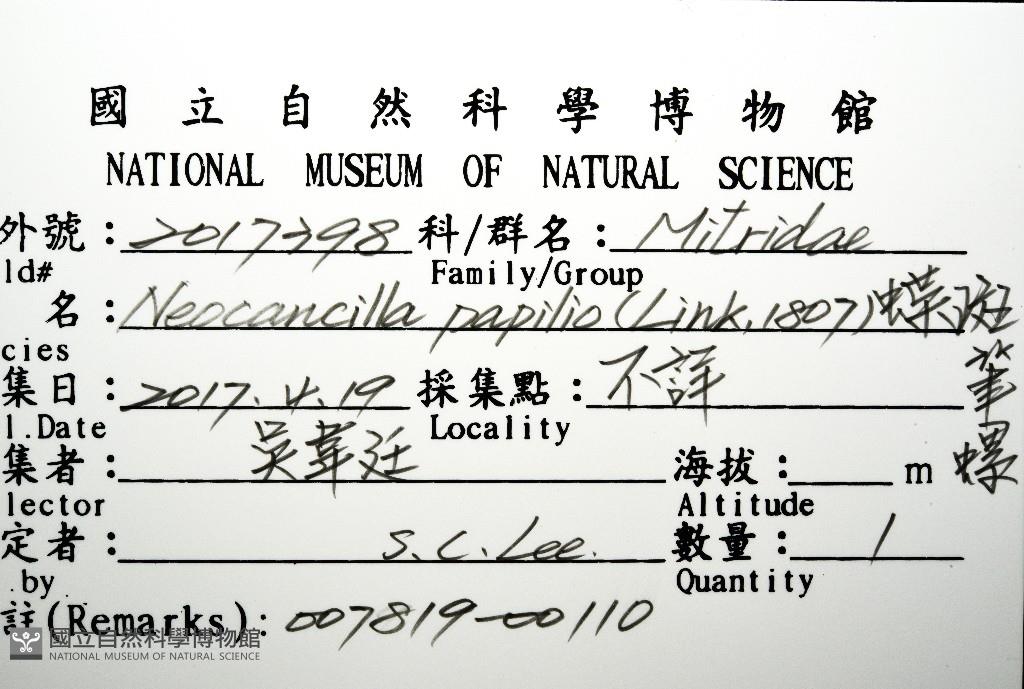 國立自然科學博物館
NATIONAL MUSEUM OF NATURAL SCIENCE
外號： 2017398 科/群名： Mitridae
ld# Family/Group
名： Neocancilla papilio (Link, 1807) 蝶斑筆螺
cies
集日： 2017.4.19 採集點： 不詳
l.Date Locality
集者： 吳葦廷 海拔： m
lector Altitude
定者： S.C.Lee. 數量： 1
.by Quantity
註(Remarks): 007819-00110
國立自然科學博物館
NATIONAL MUSEUM OF NATURAL SCIENCE